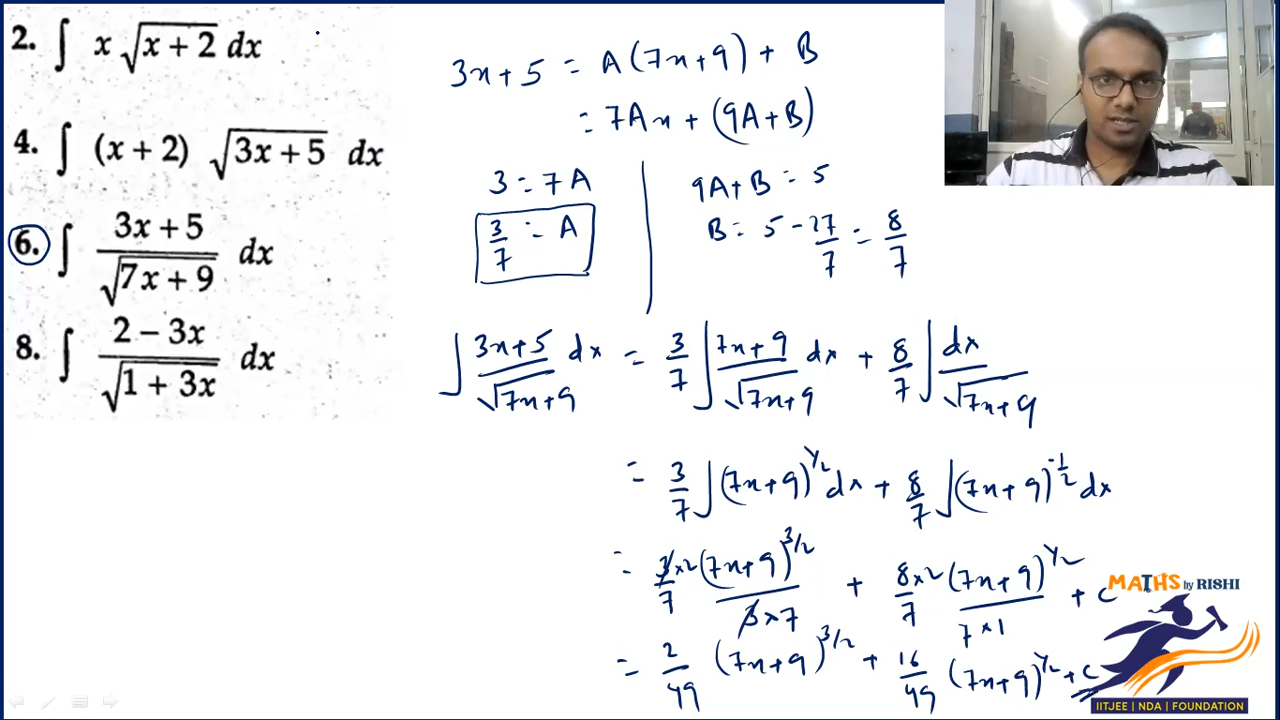 2. ∫ x √(x + 2) dx
4. ∫ (x + 2) √(3x + 5) dx
6. ∫ (3x + 5)/√(7x + 9) dx
8. ∫ (2 − 3x)/√(1 + 3x) dx
3x+5 = A(7x+9) + B
= 7Ax + (9A+B)
3 = 7A
3/7 = A
9A+B = 5
B = 5 - 27/7 = 8/7
∫ (3x+5)/√(7x+9) dx = 3/7 ∫ (7x+9)/√(7x+9) dx + 8/7 ∫ dx/√(7x+9)
= 3/7 ∫ (7x+9)^1/2 dx + 8/7 ∫ (7x+9)^-1/2 dx
= 3×2/7 (7x+9)^3/2/3×7 + 8×2/7 (7x+9)^1/2/7×1 + C
= 2/49 (7x+9)^3/2 + 16/49 (7x+9)^1/2 + C
MATHS by RISHI
IITJEE | NDA | FOUNDATION